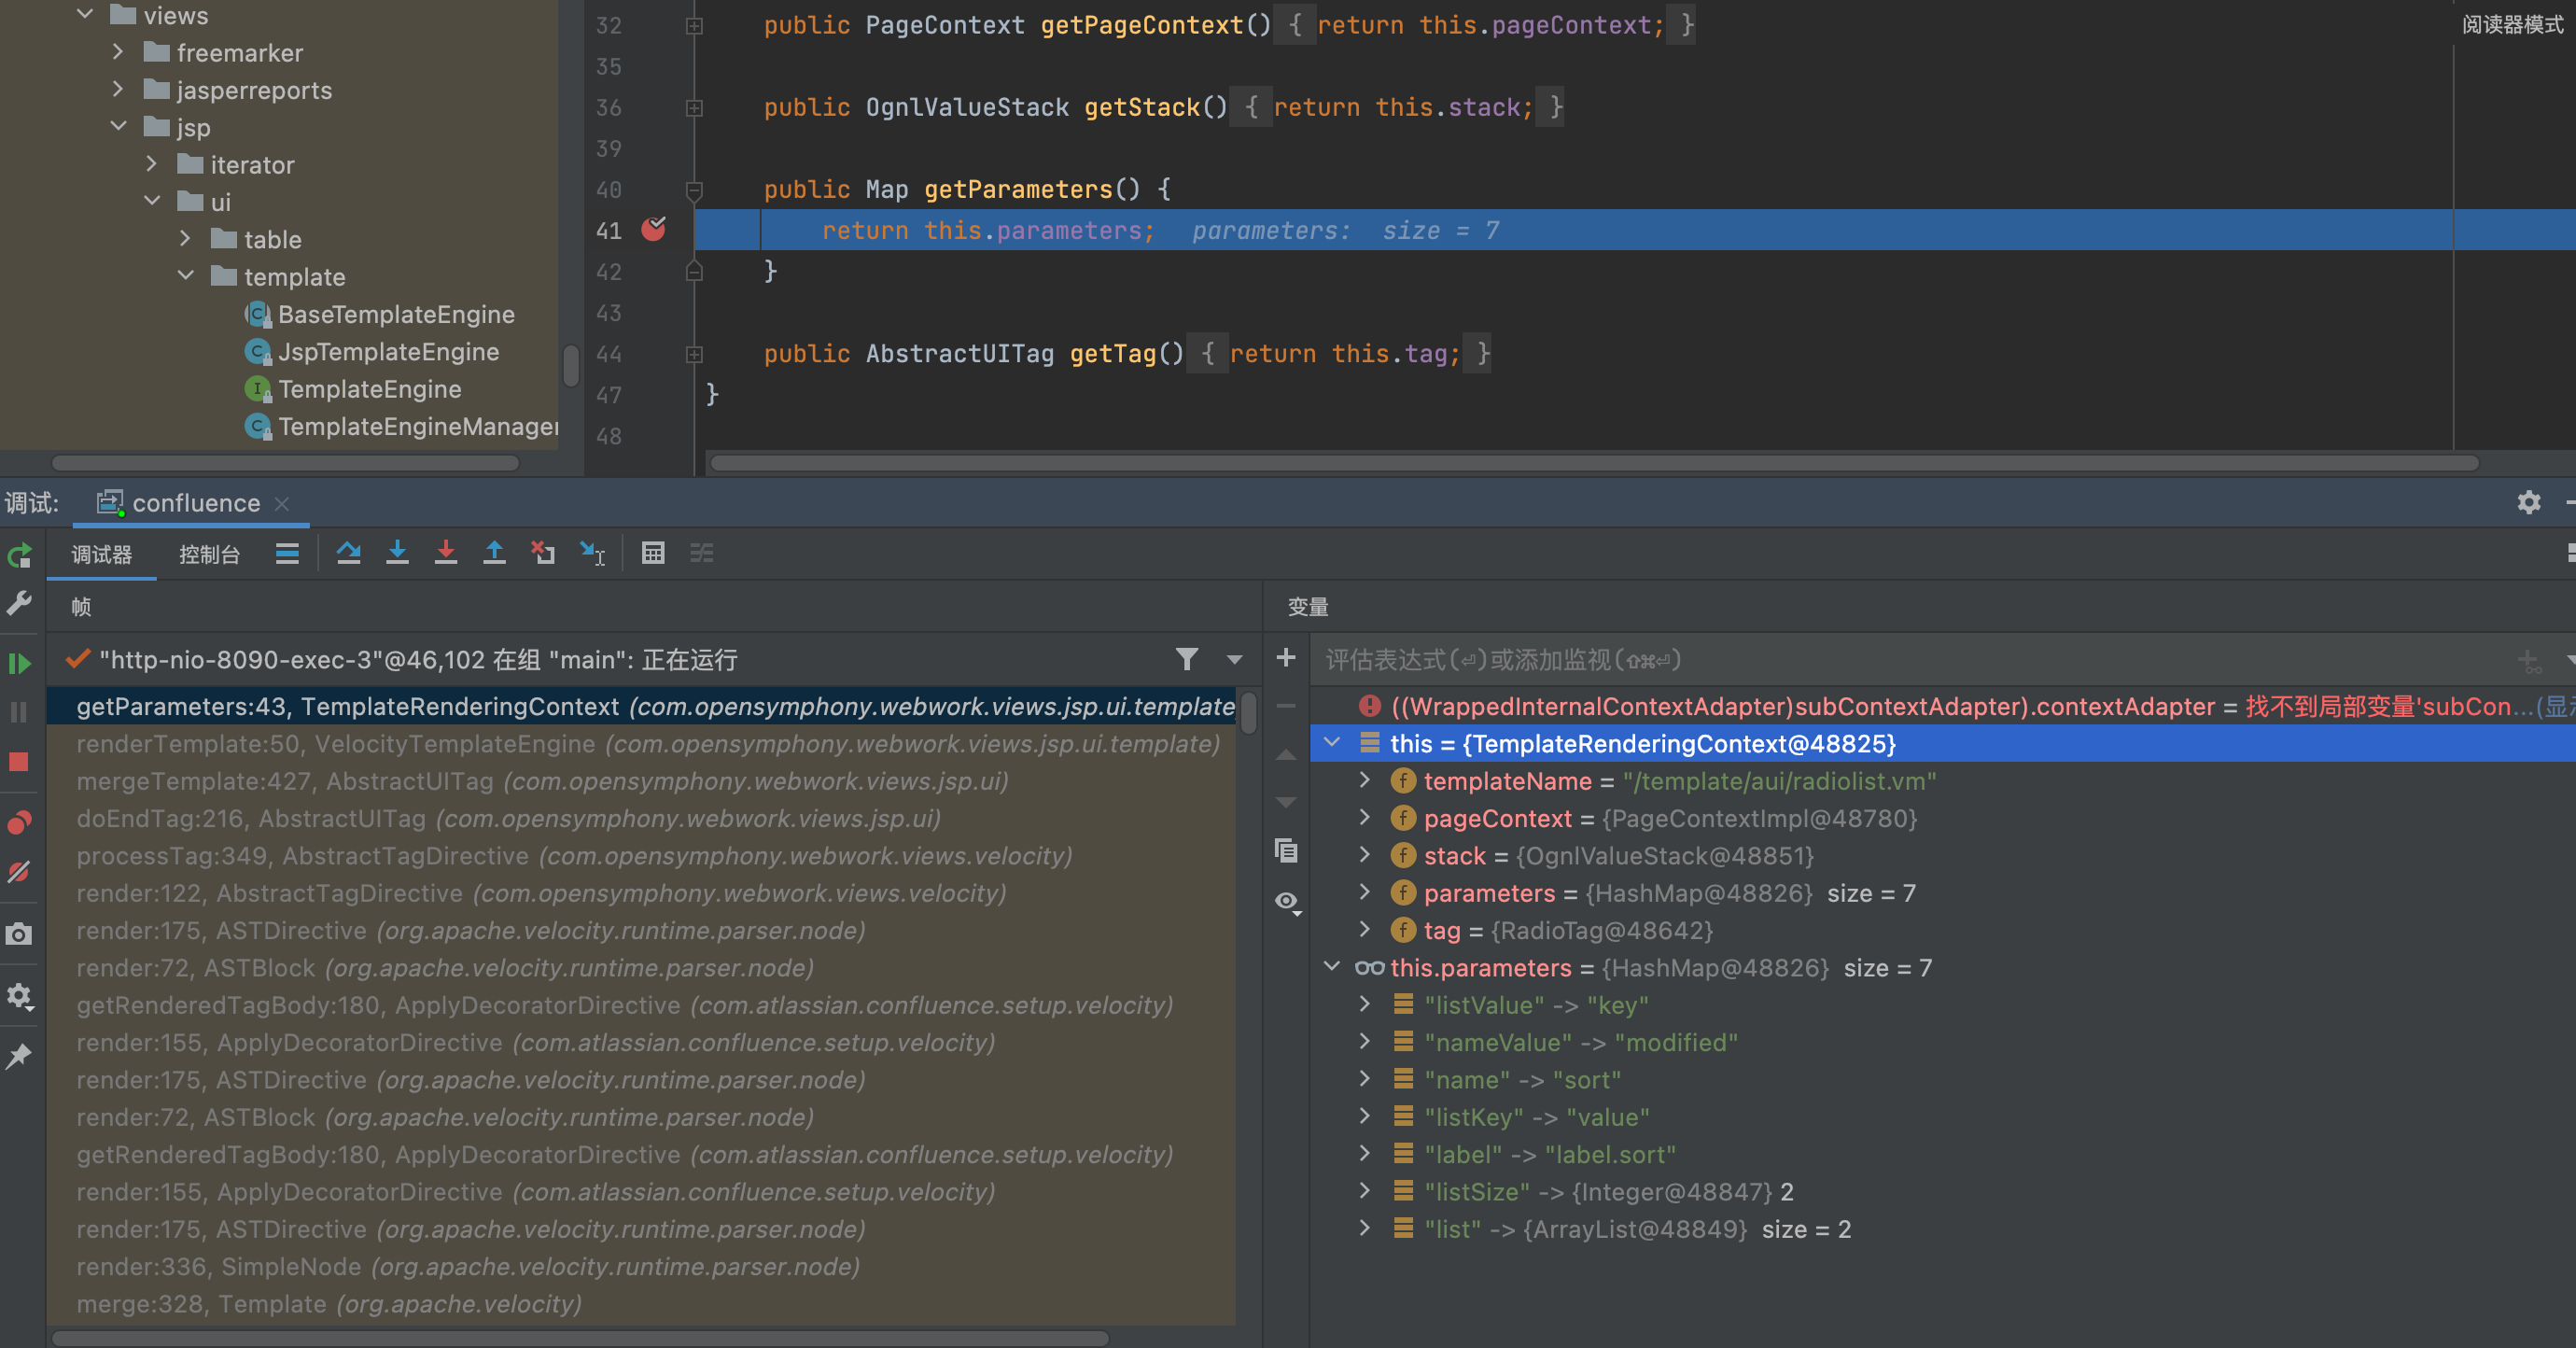 views
freemarker
jasperreports
jsp
iterator
ui
table
template
BaseTemplateEngine
JspTemplateEngine
TemplateEngine
TemplateEngineManager
32 public PageContext getPageContext() { return this.pageContext; }
阅读器模式
35
36 public OgnlValueStack getStack() { return this.stack; }
39
40 public Map getParameters() {
41 return this.parameters; parameters: size = 7
42 }
43
44 public AbstractUITag getTag() { return this.tag; }
47 }
48
调试: confluence
调试器 控制台
帧
"http-nio-8090-exec-3"@46,102 在组 "main": 正在运行
getParameters:43, TemplateRenderingContext (com.opensymphony.webwork.views.jsp.ui.template
renderTemplate:50, VelocityTemplateEngine (com.opensymphony.webwork.views.jsp.ui.template)
mergeTemplate:427, AbstractUITag (com.opensymphony.webwork.views.jsp.ui)
doEndTag:216, AbstractUITag (com.opensymphony.webwork.views.jsp.ui)
processTag:349, AbstractTagDirective (com.opensymphony.webwork.views.velocity)
render:122, AbstractTagDirective (com.opensymphony.webwork.views.velocity)
render:175, ASTDirective (org.apache.velocity.runtime.parser.node)
render:72, ASTBlock (org.apache.velocity.runtime.parser.node)
getRenderedTagBody:180, ApplyDecoratorDirective (com.atlassian.confluence.setup.velocity)
render:155, ApplyDecoratorDirective (com.atlassian.confluence.setup.velocity)
render:175, ASTDirective (org.apache.velocity.runtime.parser.node)
render:72, ASTBlock (org.apache.velocity.runtime.parser.node)
getRenderedTagBody:180, ApplyDecoratorDirective (com.atlassian.confluence.setup.velocity)
render:155, ApplyDecoratorDirective (com.atlassian.confluence.setup.velocity)
render:175, ASTDirective (org.apache.velocity.runtime.parser.node)
render:336, SimpleNode (org.apache.velocity.runtime.parser.node)
merge:328, Template (org.apache.velocity)
变量
评估表达式(⏎)或添加监视(⇧⌘⏎)
((WrappedInternalContextAdapter)subContextAdapter).contextAdapter = 找不到局部变量'subCon...(显示
this = {TemplateRenderingContext@48825}
templateName = "/template/aui/radiolist.vm"
pageContext = {PageContextImpl@48780}
stack = {OgnlValueStack@48851}
parameters = {HashMap@48826} size = 7
tag = {RadioTag@48642}
this.parameters = {HashMap@48826} size = 7
"listValue" -> "key"
"nameValue" -> "modified"
"name" -> "sort"
"listKey" -> "value"
"label" -> "label.sort"
"listSize" -> {Integer@48847} 2
"list" -> {ArrayList@48849} size = 2